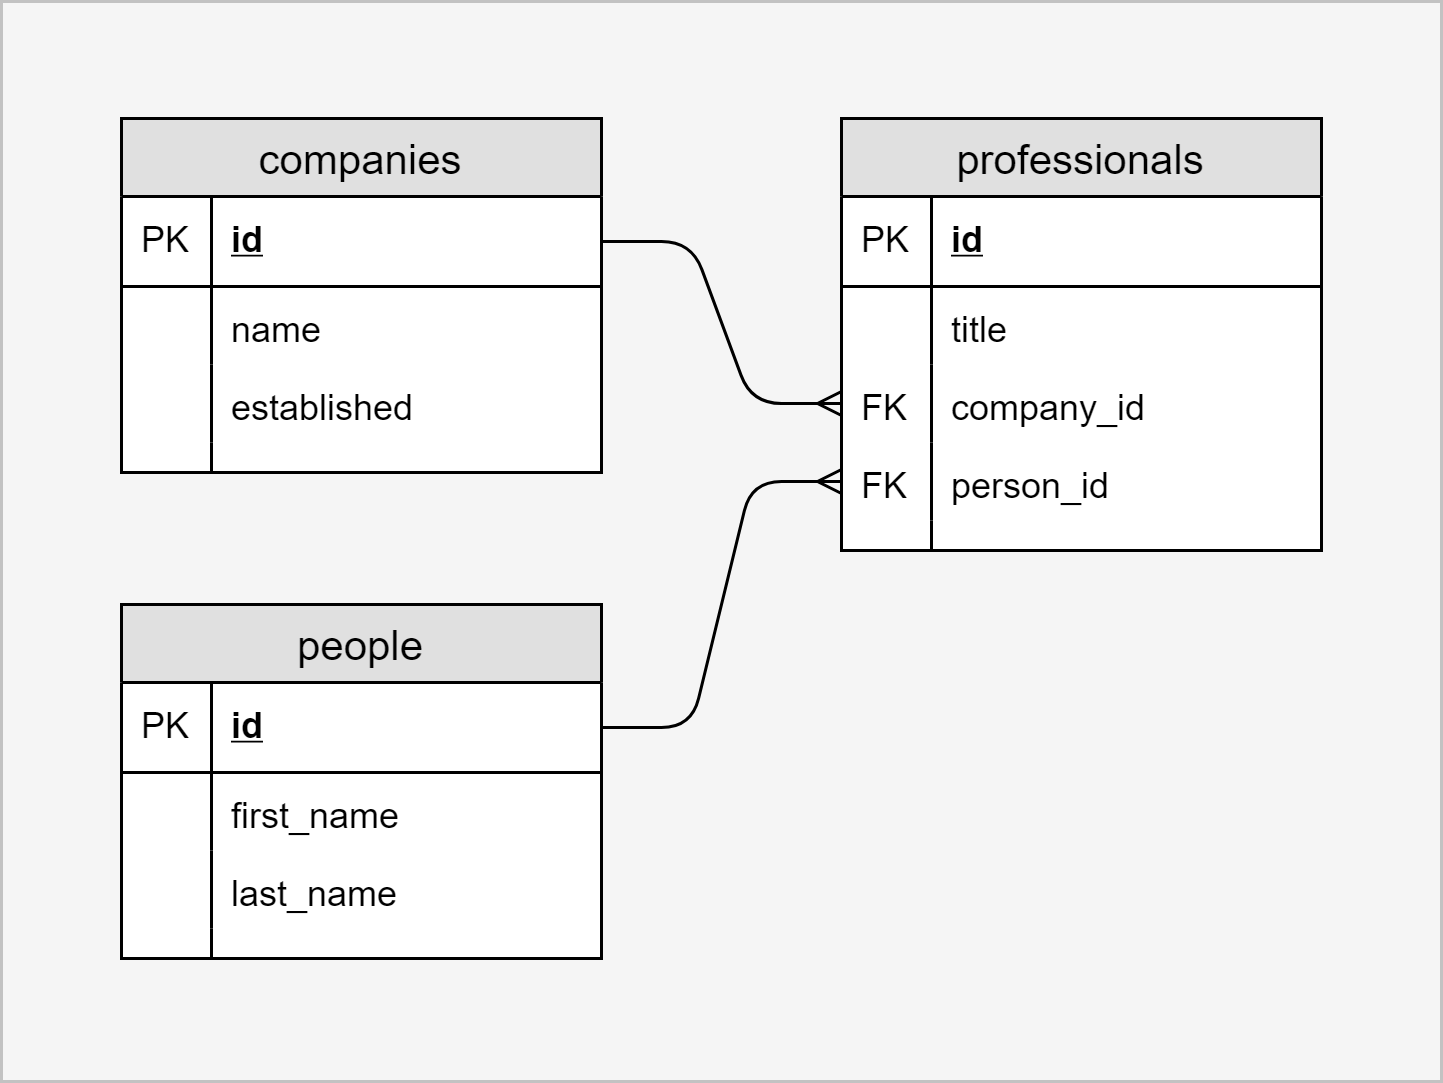 companies
PK id
name
established
professionals
PK id
title
FK company_id
FK person_id
people
PK id
first_name
last_name